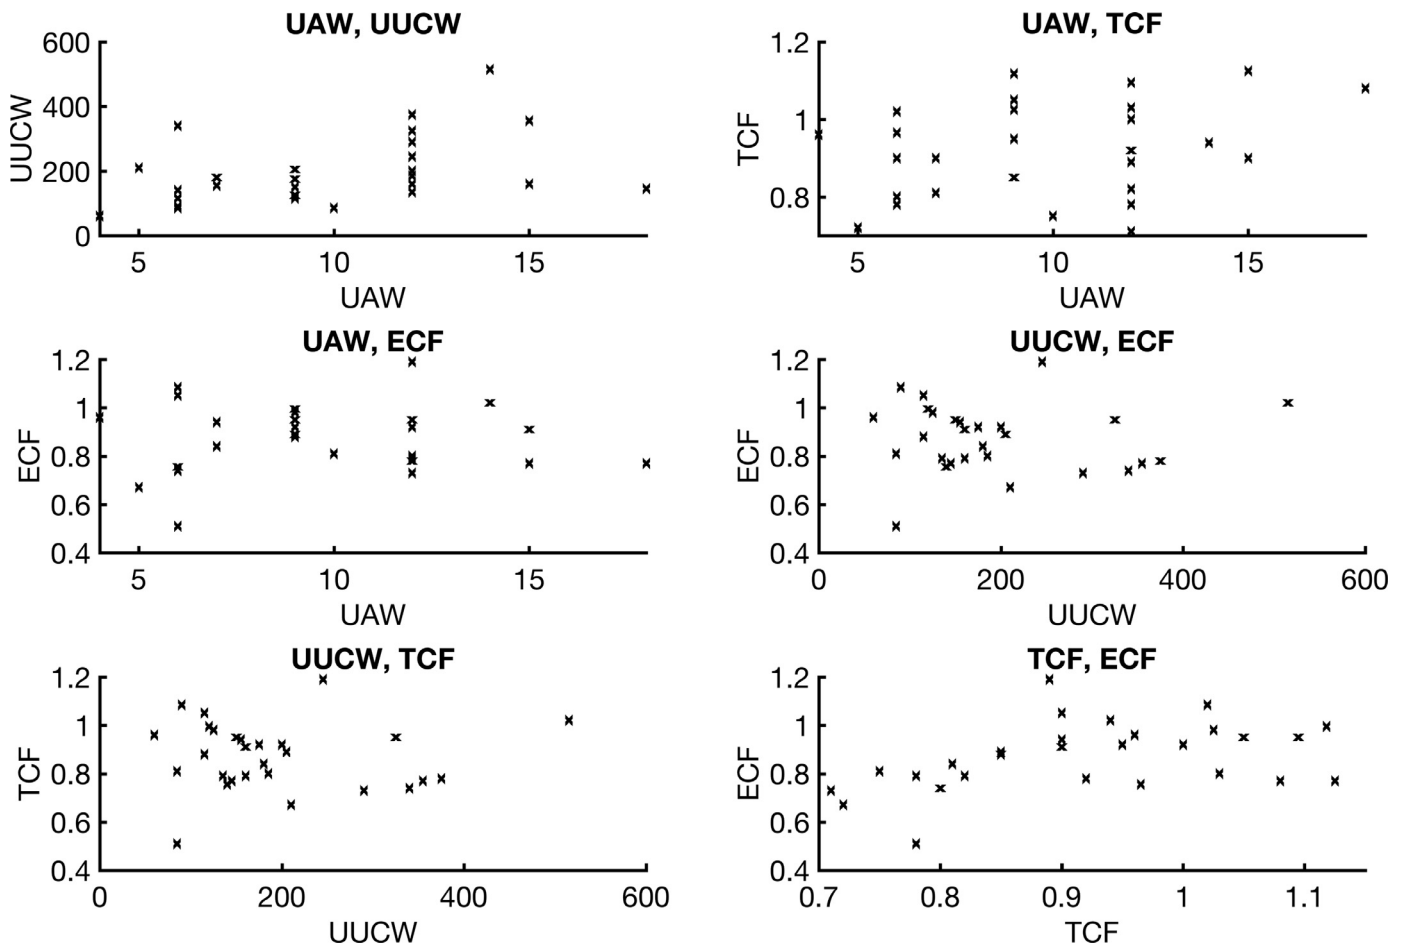 UAW, UUCW
600
400
200
0
UUCW
5 10 15
UAW
UAW, TCF
1.2
1
0.8
TCF
5 10 15
UAW
UAW, ECF
1.2
1
0.8
0.6
0.4
ECF
5 10 15
UAW
UUCW, ECF
1.2
1
0.8
0.6
0.4
ECF
0 200 400 600
UUCW
UUCW, TCF
1.2
1
0.8
0.6
0.4
TCF
0 200 400 600
UUCW
TCF, ECF
1.2
1
0.8
0.6
0.4
ECF
0.7 0.8 0.9 1 1.1
TCF